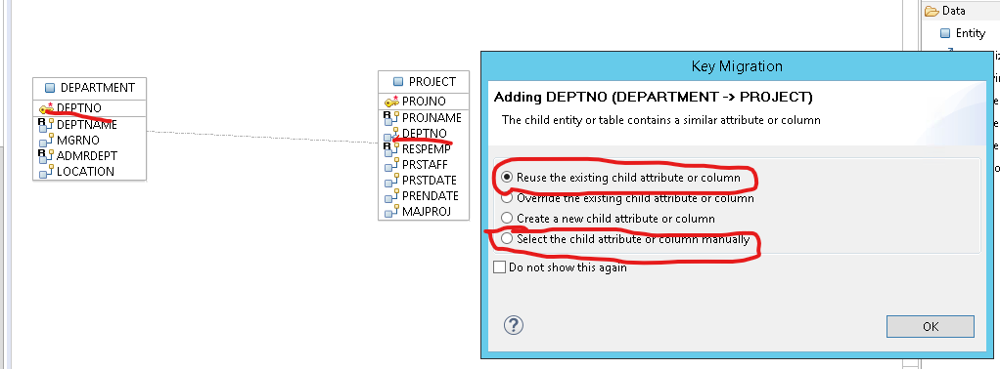 Data
Entity
DEPARTMENT
DEPTNO
DEPTNAME
MGRNO
ADMRDEPT
LOCATION
PROJECT
PROJNO
PROJNAME
DEPTNO
RESPEMP
PRSTAFF
PRSTDATE
PRENDATE
MAJPROJ
Key Migration
Adding DEPTNO (DEPARTMENT -> PROJECT)
The child entity or table contains a similar attribute or column
Reuse the existing child attribute or column
Override the existing child attribute or column
Create a new child attribute or column
Select the child attribute or column manually
Do not show this again
?
OK